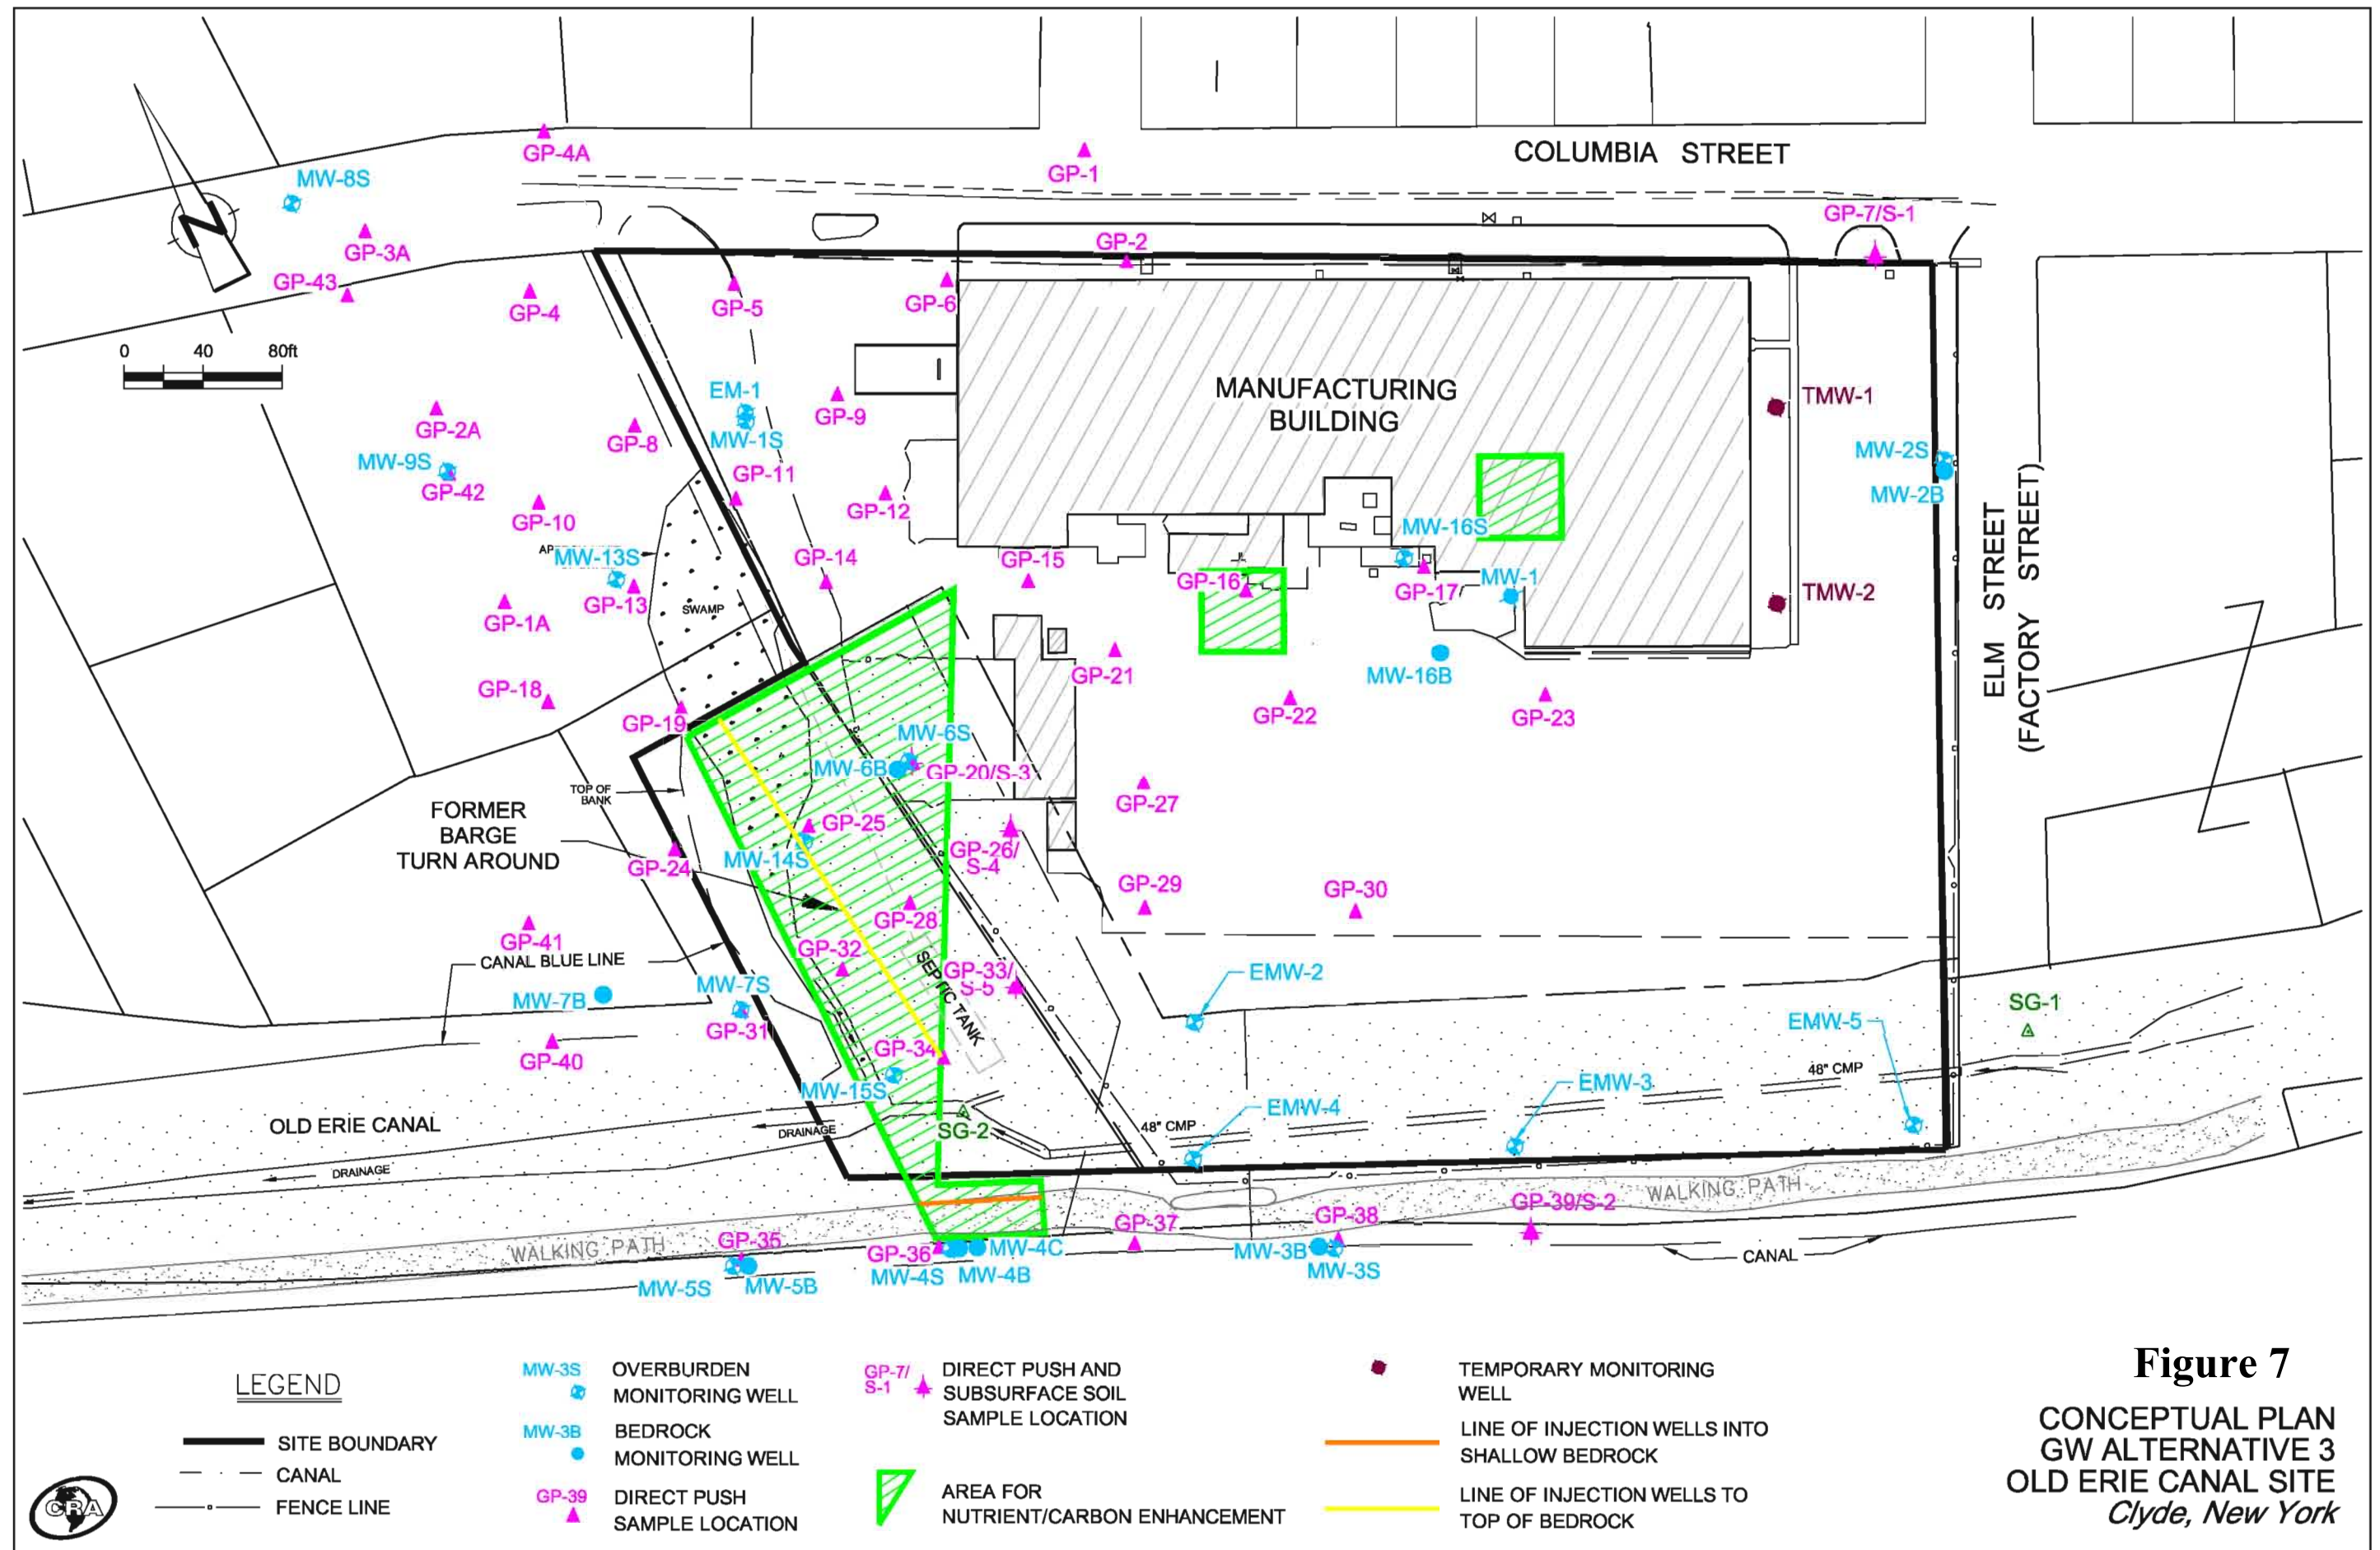 COLUMBIA STREET
GP-4A
GP-1
MW-8S
GP-7/S-1
N
GP-3A
GP-2
GP-43
GP-4
GP-5
GP-6
0 40 80ft
EM-1
MW-1S
GP-9
MANUFACTURING
BUILDING
TMW-1
GP-2A
GP-8
MW-9S
GP-42
GP-11
GP-12
MW-2S
MW-2B
GP-10
MW-16S
AP
MW-13S
GP-14
GP-15
GP-16
GP-17
MW-1
TMW-2
GP-1A
GP-13
SWAMP
ELM STREET
(FACTORY STREET)
GP-18
GP-19
GP-21
MW-16B
GP-22
GP-23
MW-6S
MW-6B
GP-20/S-3
TOP OF
BANK
FORMER
BARGE
TURN AROUND
GP-27
GP-25
MW-14S
GP-24
GP-26/
S-4
GP-29
GP-30
GP-28
GP-41
CANAL BLUE LINE
GP-32
SEPTIC TANK
GP-33/
S-5
EMW-2
MW-7B
MW-7S
GP-31
SG-1
EMW-5
GP-40
GP-34
MW-15S
48" CMP
EMW-3
EMW-4
OLD ERIE CANAL
DRAINAGE
SG-2
48" CMP
DRAINAGE
WALKING PATH
GP-39/S-2
GP-37
GP-38
WALKING PATH
GP-35
GP-36
MW-4C
MW-3B
MW-3S
CANAL
MW-5S
MW-5B
MW-4S
MW-4B
LEGEND
SITE BOUNDARY
CANAL
FENCE LINE
MW-3S OVERBURDEN
MONITORING WELL
MW-3B BEDROCK
MONITORING WELL
GP-39 DIRECT PUSH
SAMPLE LOCATION
GP-7/
S-1
DIRECT PUSH AND
SUBSURFACE SOIL
SAMPLE LOCATION
AREA FOR
NUTRIENT/CARBON ENHANCEMENT
TEMPORARY MONITORING
WELL
LINE OF INJECTION WELLS INTO
SHALLOW BEDROCK
LINE OF INJECTION WELLS TO
TOP OF BEDROCK
CRA
Figure 7
CONCEPTUAL PLAN
GW ALTERNATIVE 3
OLD ERIE CANAL SITE
Clyde, New York